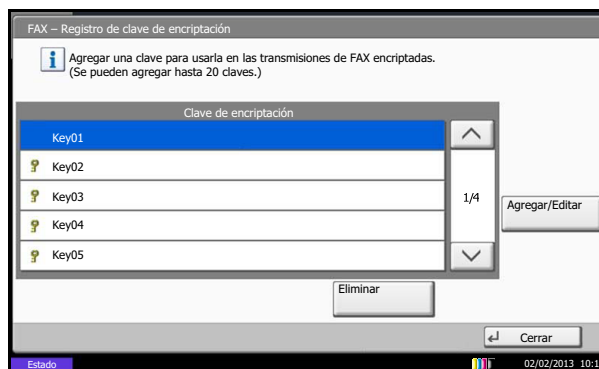 FAX – Registro de clave de encriptación
Agregar una clave para usarla en las transmisiones de FAX encriptadas.
(Se pueden agregar hasta 20 claves.)
Clave de encriptación
Key01
Key02
Key03
1/4
Agregar/Editar
Key04
Key05
Eliminar
Cerrar
Estado
02/02/2013 10:1